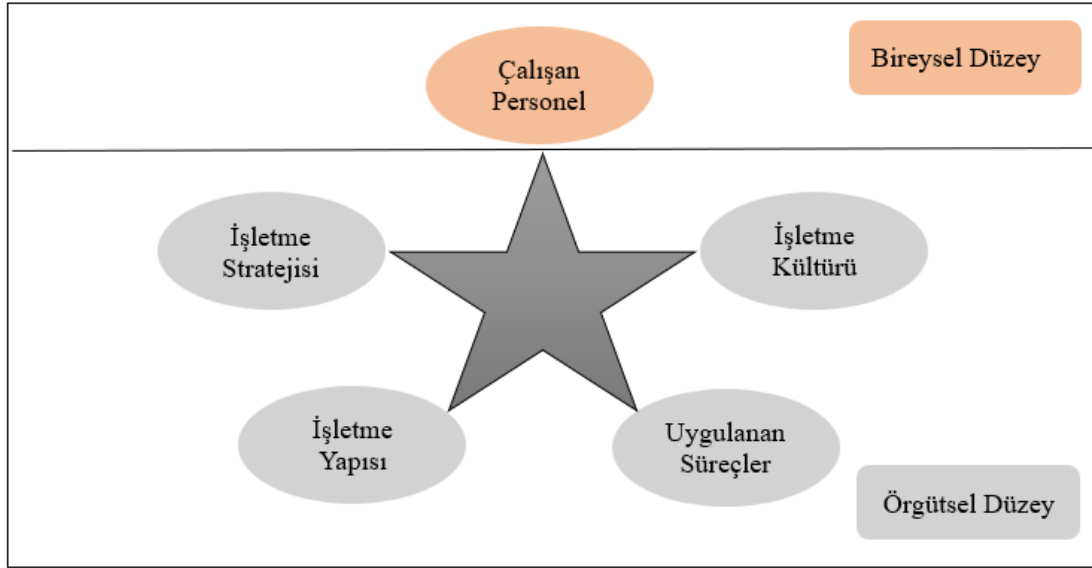 Çalışan
Personel
Bireysel Düzey
İşletme
Stratejisi
İşletme
Kültürü
İşletme
Yapısı
Uygulanan
Süreçler
Örgütsel Düzey